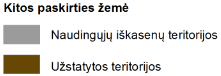 Kitos paskirties žemė
Naudingųjų iškasenų teritorijos
Užstatytos teritorijos